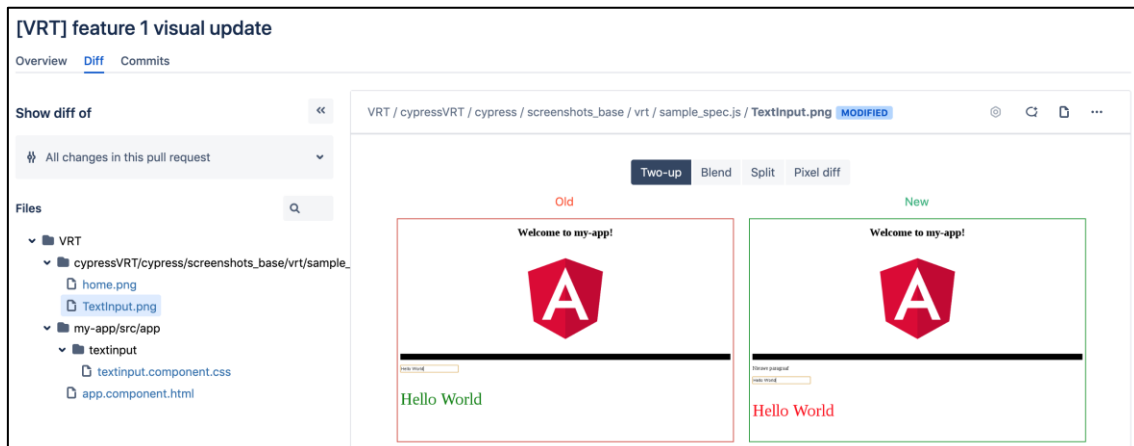 [VRT] feature 1 visual update
Overview Diff Commits
Show diff of
All changes in this pull request
Files
VRT
cypressVRT/cypress/screenshots_base/vrt/sample_
home.png
TextInput.png
my-app/src/app
textinput
textinput.component.css
app.component.html
VRT / cypressVRT / cypress / screenshots_base / vrt / sample_spec.js / TextInput.png MODIFIED
Two-up Blend Split Pixel diff
Old
Welcome to my-app!
A
Hello World
Hello World
New
Welcome to my-app!
A
Nieuwe paragraaf
Hello World
Hello World